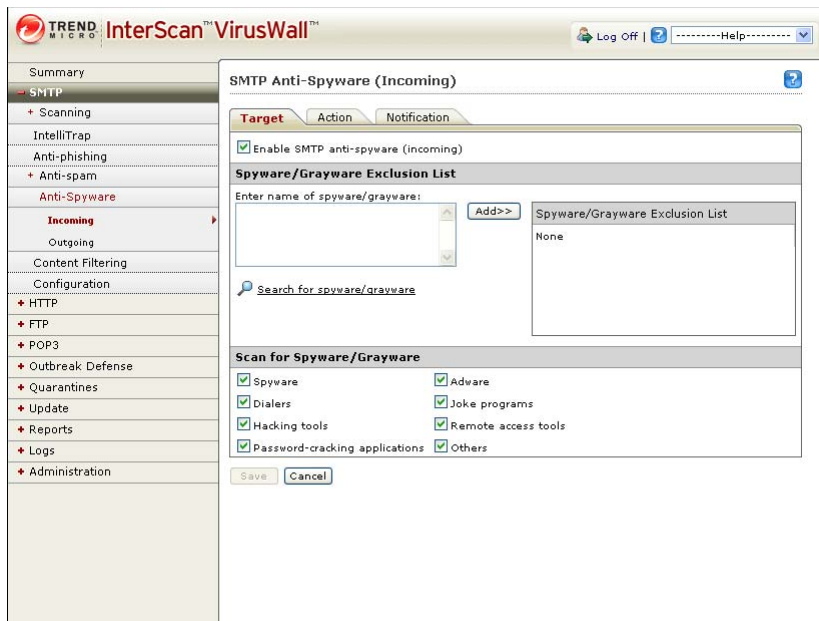 TREND MICRO InterScan™ VirusWall™
Log Off | ---------Help---------
Summary
SMTP
+ Scanning
IntelliTrap
Anti-phishing
+ Anti-spam
Anti-Spyware
Incoming
Outgoing
Content Filtering
Configuration
+ HTTP
+ FTP
+ POP3
+ Outbreak Defense
+ Quarantines
+ Update
+ Reports
+ Logs
+ Administration
SMTP Anti-Spyware (Incoming)
Target
Action
Notification
Enable SMTP anti-spyware (incoming)
Spyware/Grayware Exclusion List
Enter name of spyware/grayware:
Add>>
Spyware/Grayware Exclusion List
None
Search for spyware/grayware
Scan for Spyware/Grayware
Spyware
Adware
Dialers
Joke programs
Hacking tools
Remote access tools
Password-cracking applications
Others
Save
Cancel